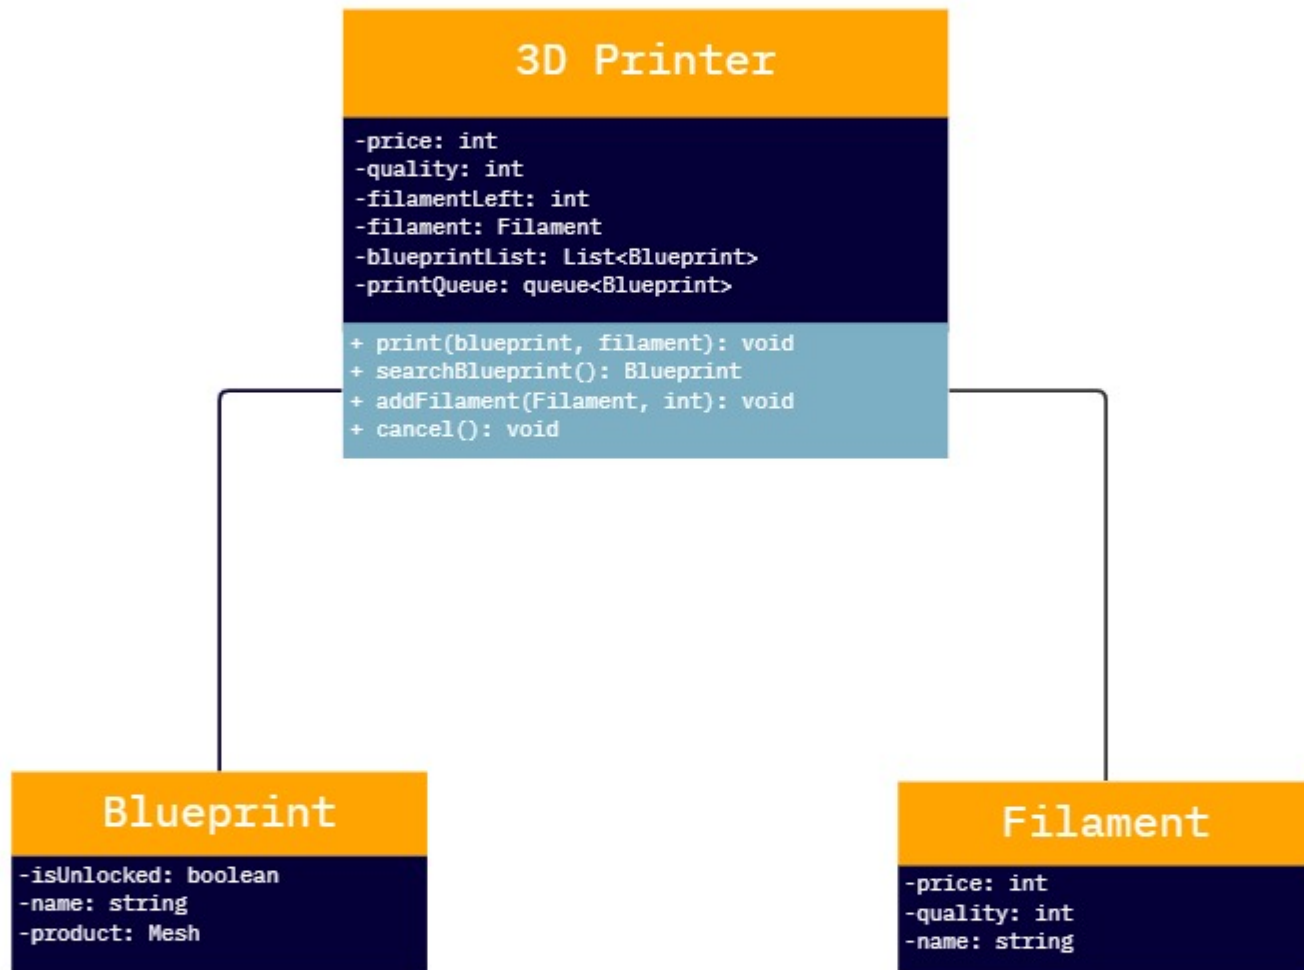 3D Printer
-price: int
-quality: int
-filamentLeft: int
-filament: Filament
-blueprintList: List<Blueprint>
-printQueue: queue<Blueprint>
+ print(blueprint, filament): void
+ searchBlueprint(): Blueprint
+ addFilament(Filament, int): void
+ cancel(): void
Blueprint
-isUnlocked: boolean
-name: string
-product: Mesh
Filament
-price: int
-quality: int
-name: string